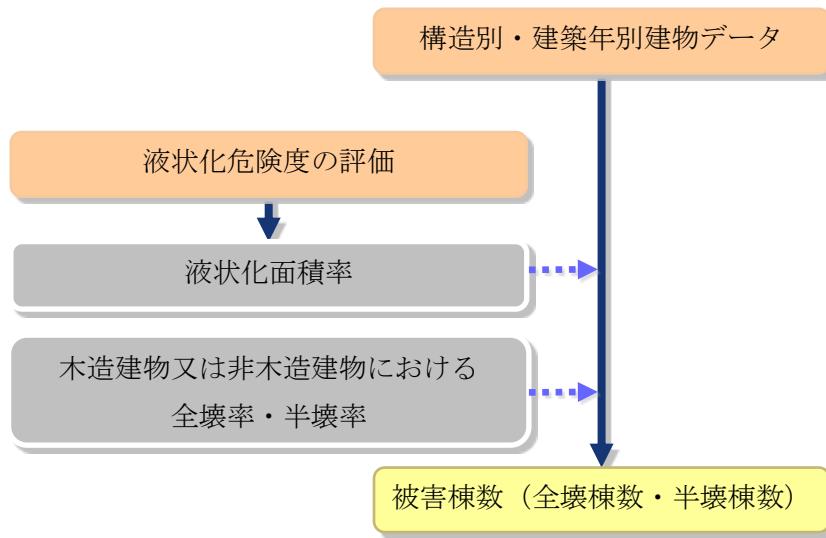 構造別・建築年別建物データ
液状化危険度の評価
液状化面積率
木造建物又は非木造建物における
全壊率・半壊率
被害棟数（全壊棟数・半壊棟数）